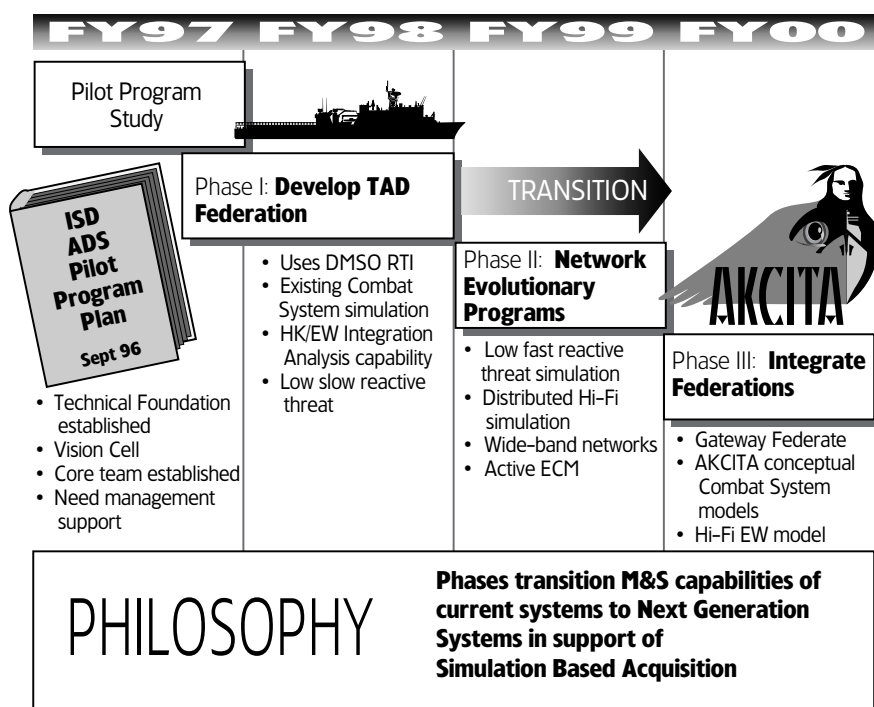 FY97 FY98 FY99 FY00
Pilot Program
Study
ISD
ADS
Pilot
Program
Plan
Sept 96
• Technical Foundation
established
• Vision Cell
• Core team established
• Need management
support
Phase I: Develop TAD
Federation
• Uses DMSO RTI
• Existing Combat
System simulation
• HK/EW Integration
Analysis capability
• Low slow reactive
threat
TRANSITION
Phase II: Network
Evolutionary
Programs
• Low fast reactive
threat simulation
• Distributed Hi-Fi
simulation
• Wide-band networks
• Active ECM
AKCITA
Phase III: Integrate
Federations
• Gateway Federate
• AKCITA conceptual
Combat System
models
• Hi-Fi EW model
PHILOSOPHY
Phases transition M&S capabilities of
current systems to Next Generation
Systems in support of
Simulation Based Acquisition